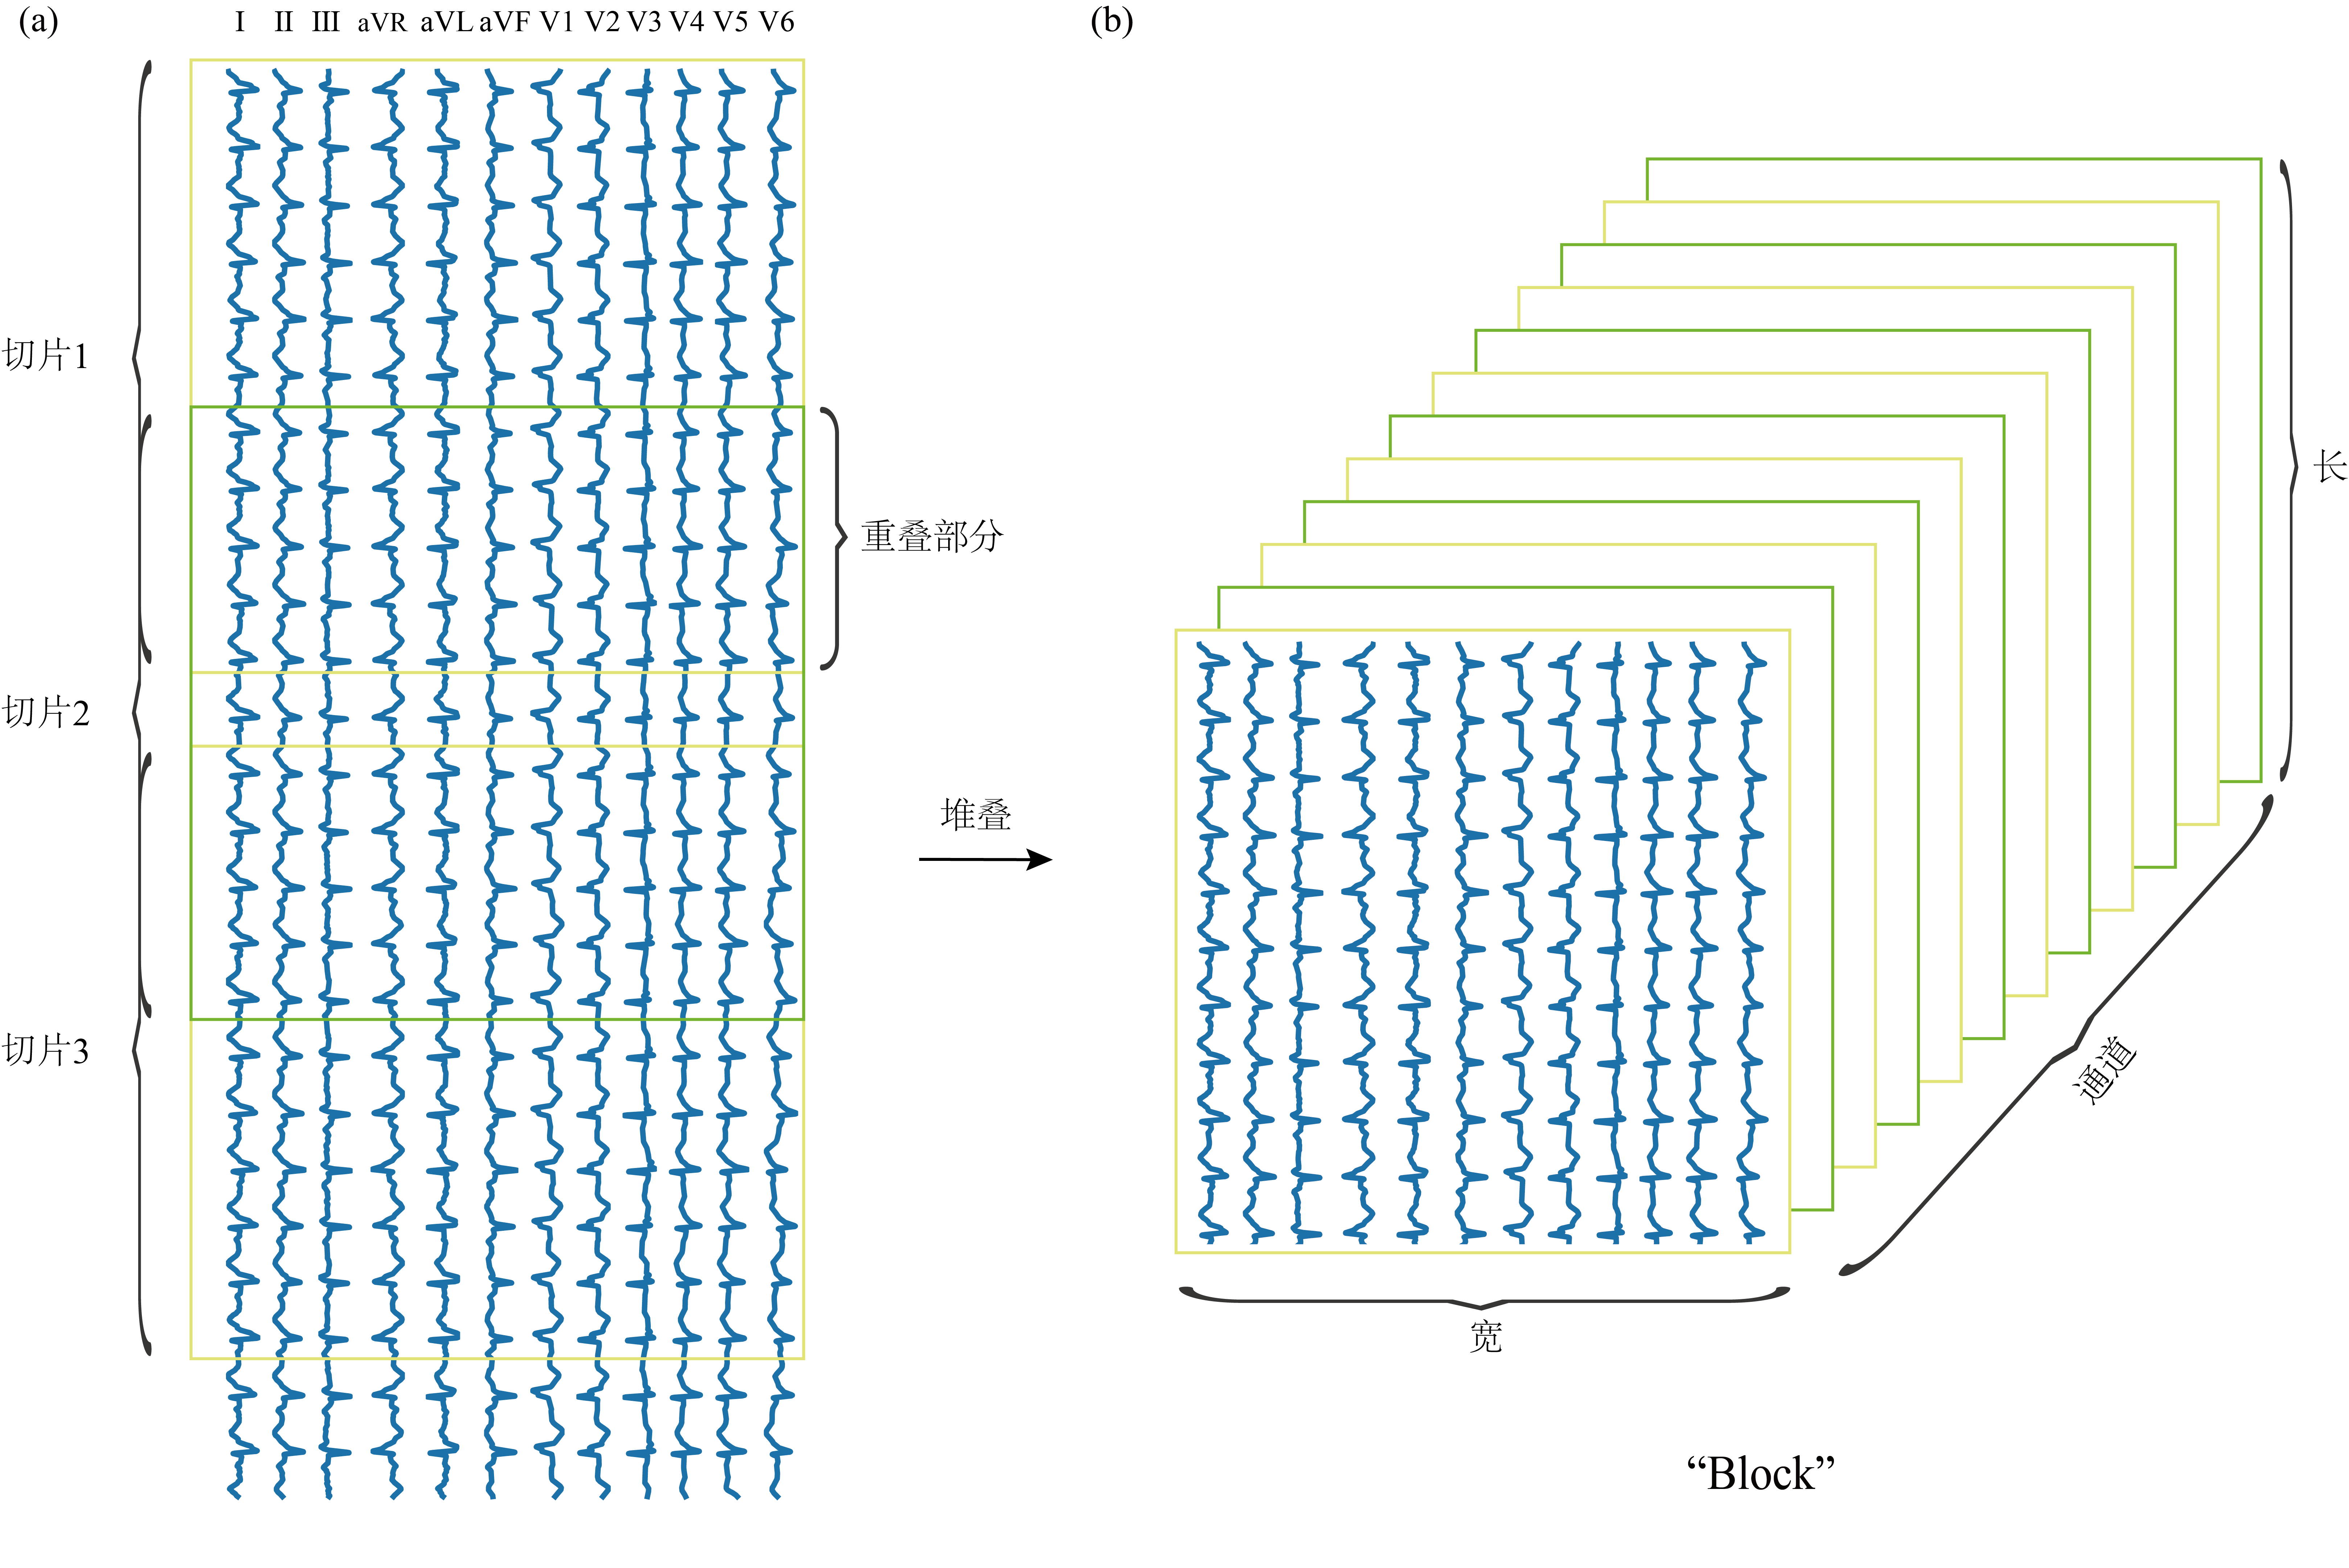 (a)
I II III aVR aVL aVF V1 V2 V3 V4 V5 V6
切片1
重叠部分
切片2
切片3
堆叠
(b)
长
通道
宽
“Block”